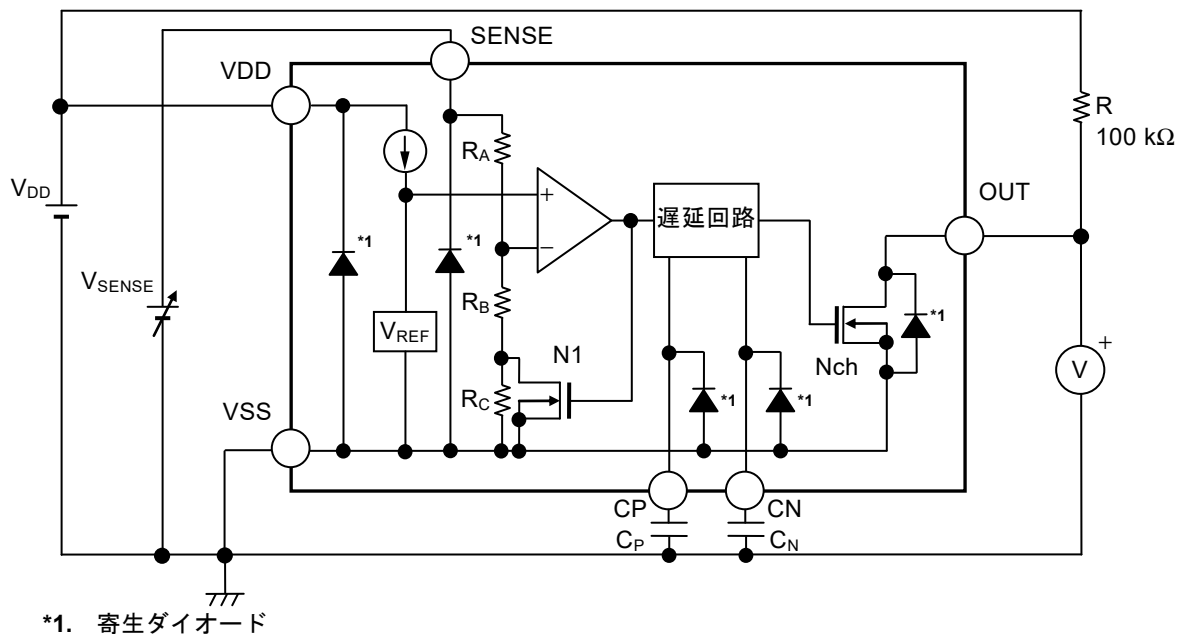 SENSE
VDD
R
100 kΩ
RA
VDD
OUT
+
遅延回路
−
*1
*1
VSENSE
RB
*1
VREF
N1
Nch
+
V
RC
*1
*1
VSS
CP
CN
CP
CN
*1. 寄生ダイオード